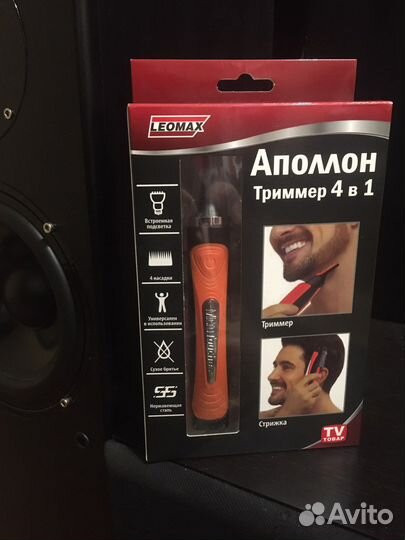 LEOMAX
Аполлон
Триммер 4 в 1
Встроенная
подсветка
4 насадки
Универсален
в использовании
Сухое бритье
Нержавеющая
сталь
Триммер
Стрижка
TV
ТОВАР
Avito